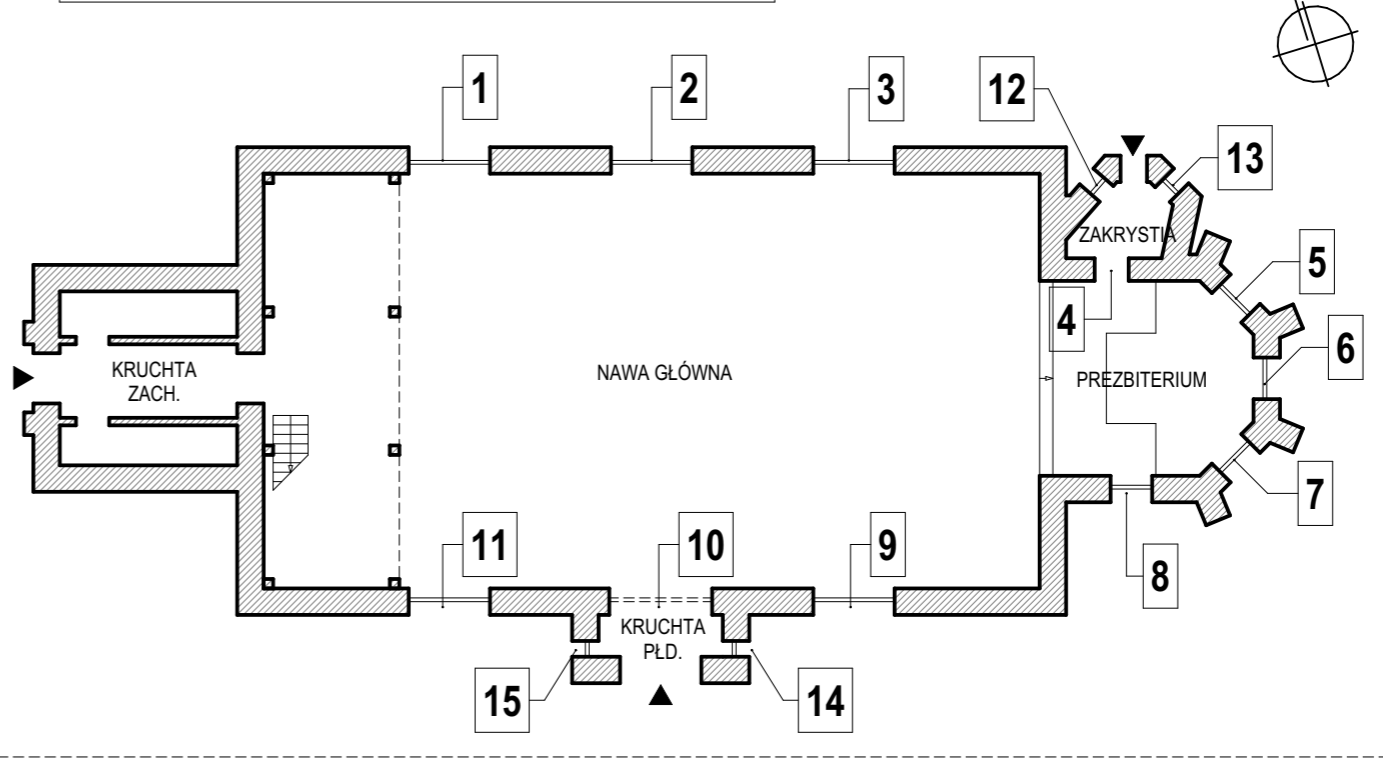 1
2
3
12
13
ZAKRYSTIA
5
4
6
KRUCHTA
ZACH.
NAWA GŁÓWNA
PREZBITERIUM
7
11
10
9
8
KRUCHTA
PŁD.
15
14